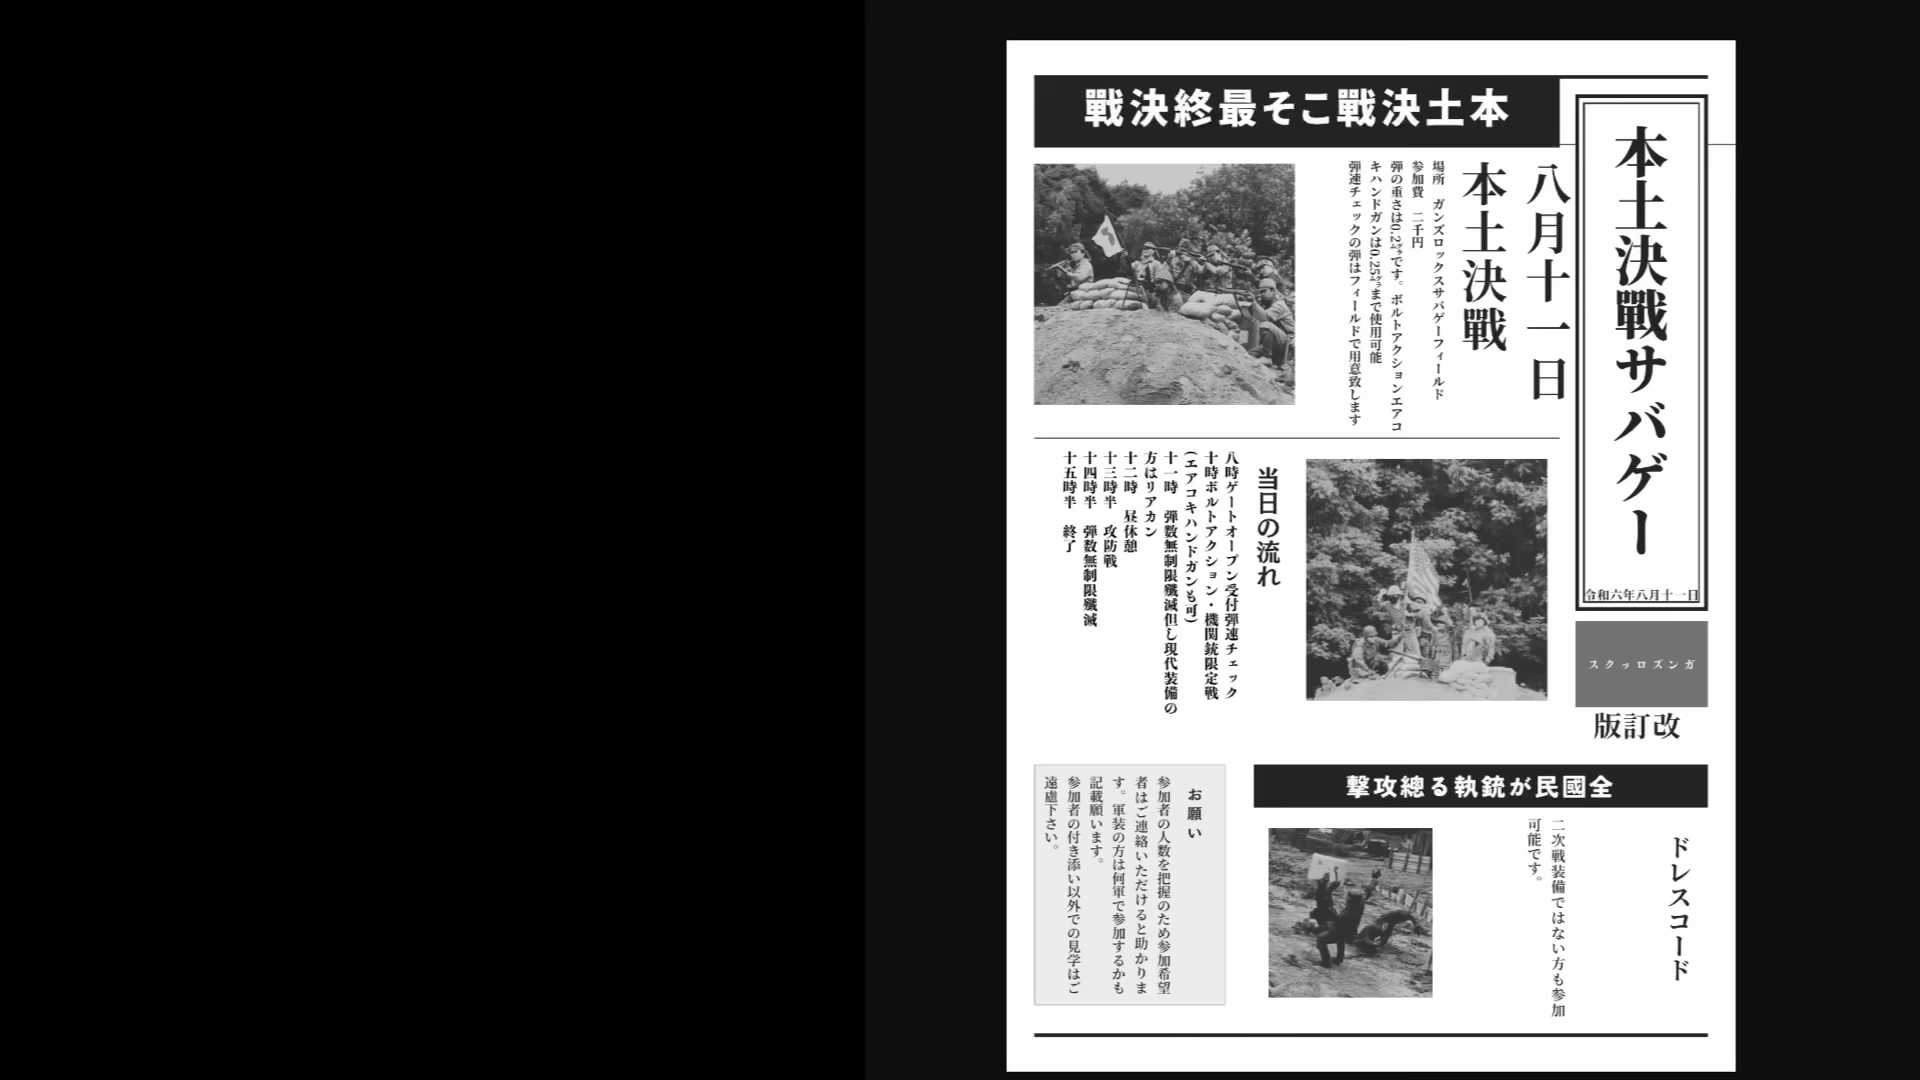 本土決戰サバゲー
令和六年八月十一日
ガンズロックス
改訂版
本土決戰こそ最終決戰
八月十一日
本土決戰
場所　ガンズロックスサバゲーフィールド
参加費　二千円
弾の重さは0.2㌘です。ボルトアクションエアコ
キハンドガンは0.25㌘まで使用可能
弾速チェックの弾はフィールドで用意致します
当日の流れ
八時ゲートオープン受付弾速チェック
十時ボルトアクション・機関銃限定戦
(エアコキハンドガンも可)
十一時　弾数無制限殲滅但し現代装備の
方はリアカン
十二時　昼休憩
十三時半　攻防戦
十四時半　弾数無制限殲滅
十五時半　終了
全國民が銃執る總攻撃
ドレスコード
二次戦装備ではない方も参加
可能です。
お願い
参加者の人数を把握のため参加希望
者はご連絡いただけると助かりま
す。軍装の方は何軍で参加するかも
記載願います。
参加者の付き添い以外での見学はご
遠慮下さい。